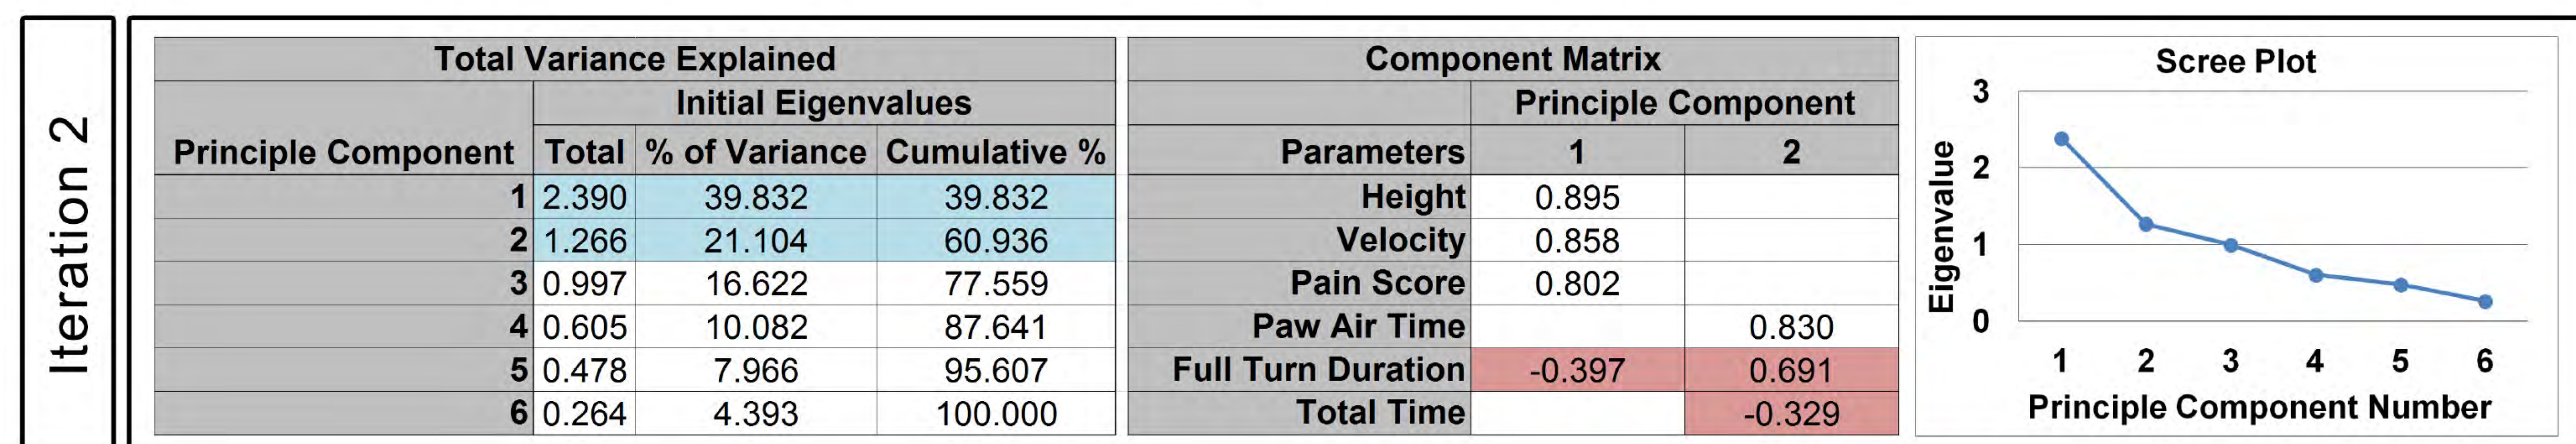 Iteration 2
Total Variance Explained
Initial Eigenvalues
Principle Component Total % of Variance Cumulative %
1 2.390 39.832 39.832
2 1.266 21.104 60.936
3 0.997 16.622 77.559
4 0.605 10.082 87.641
5 0.478 7.966 95.607
6 0.264 4.393 100.000
Component Matrix
Principle Component
Parameters 1 2
Height 0.895
Velocity 0.858
Pain Score 0.802
Paw Air Time 0.830
Full Turn Duration -0.397 0.691
Total Time -0.329
Scree Plot
Eigenvalue
3
2
1
0
1 2 3 4 5 6
Principle Component Number